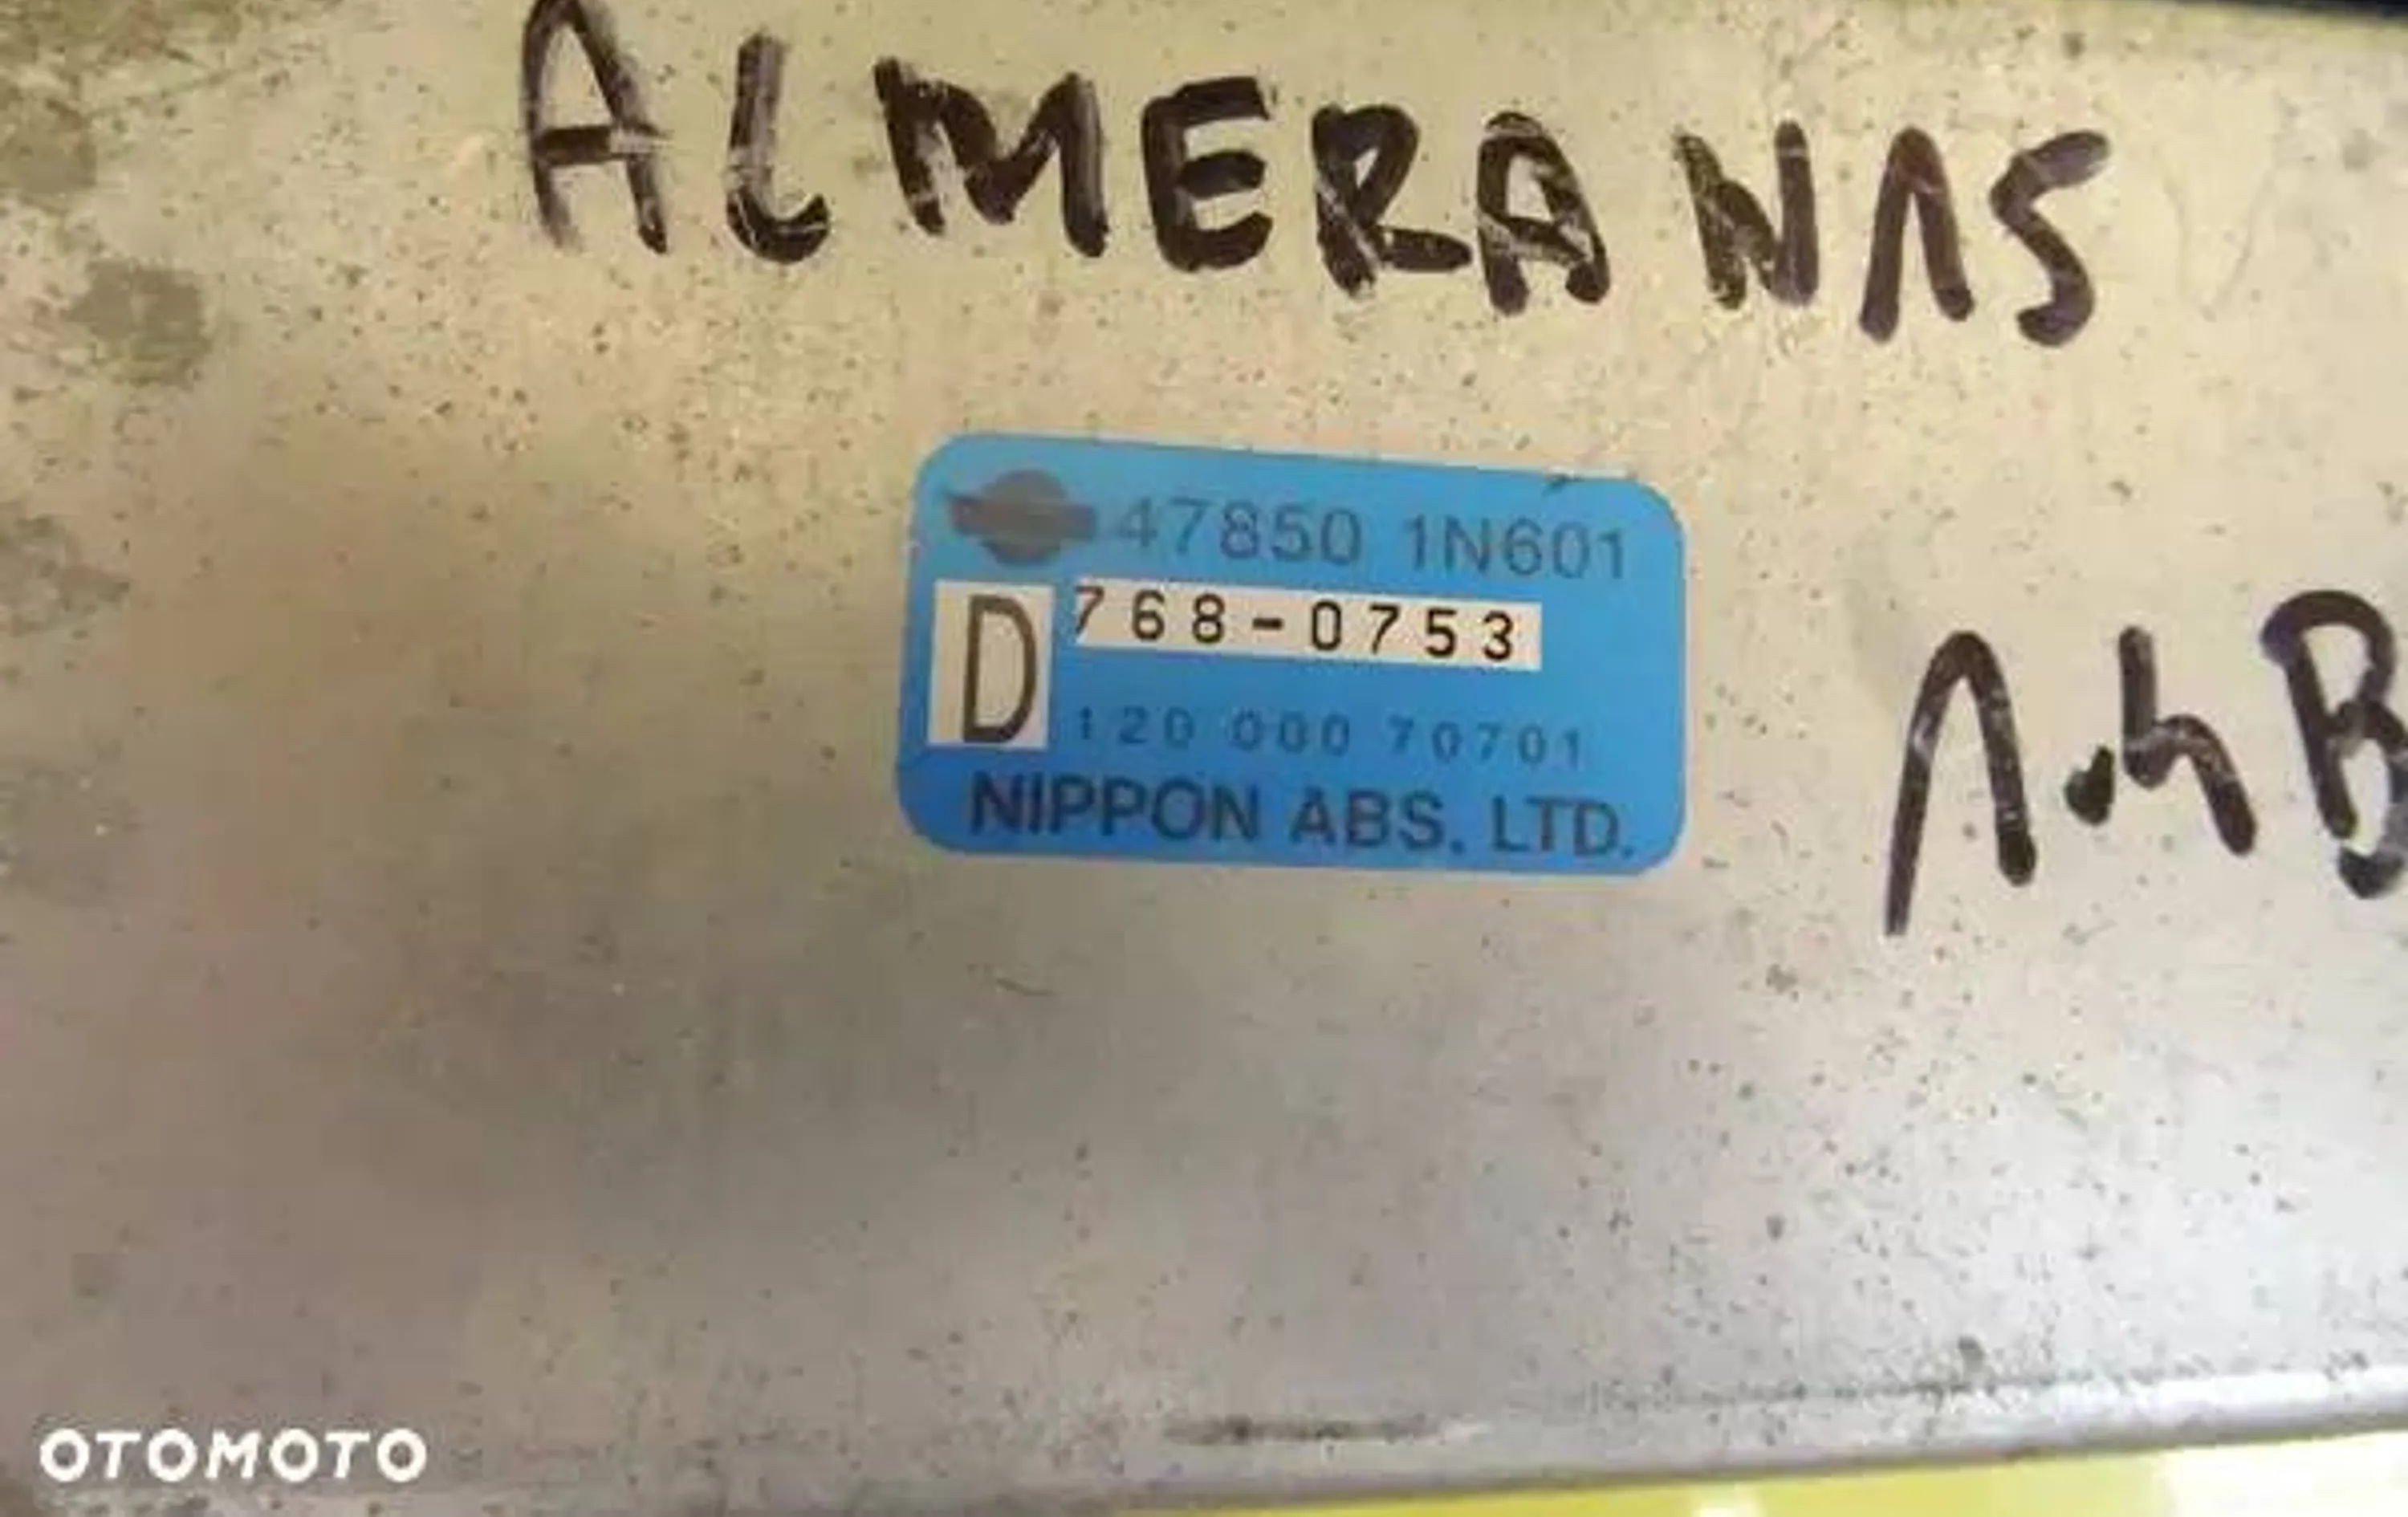 ALMERA N15
47850 1N601
D 768-0753
120 000 70701
NIPPON ABS. LTD.
1.4B
OTOMOTO